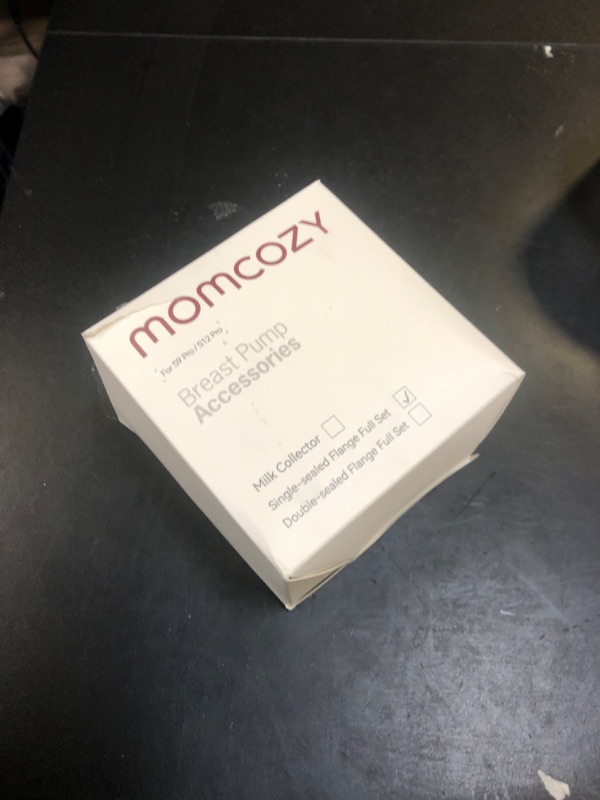 momcozy
For S9 Pro / S12 Pro
Breast Pump
Accessories
Milk Collector
Single-sealed Flange Full Set
Double-sealed Flange Full Set